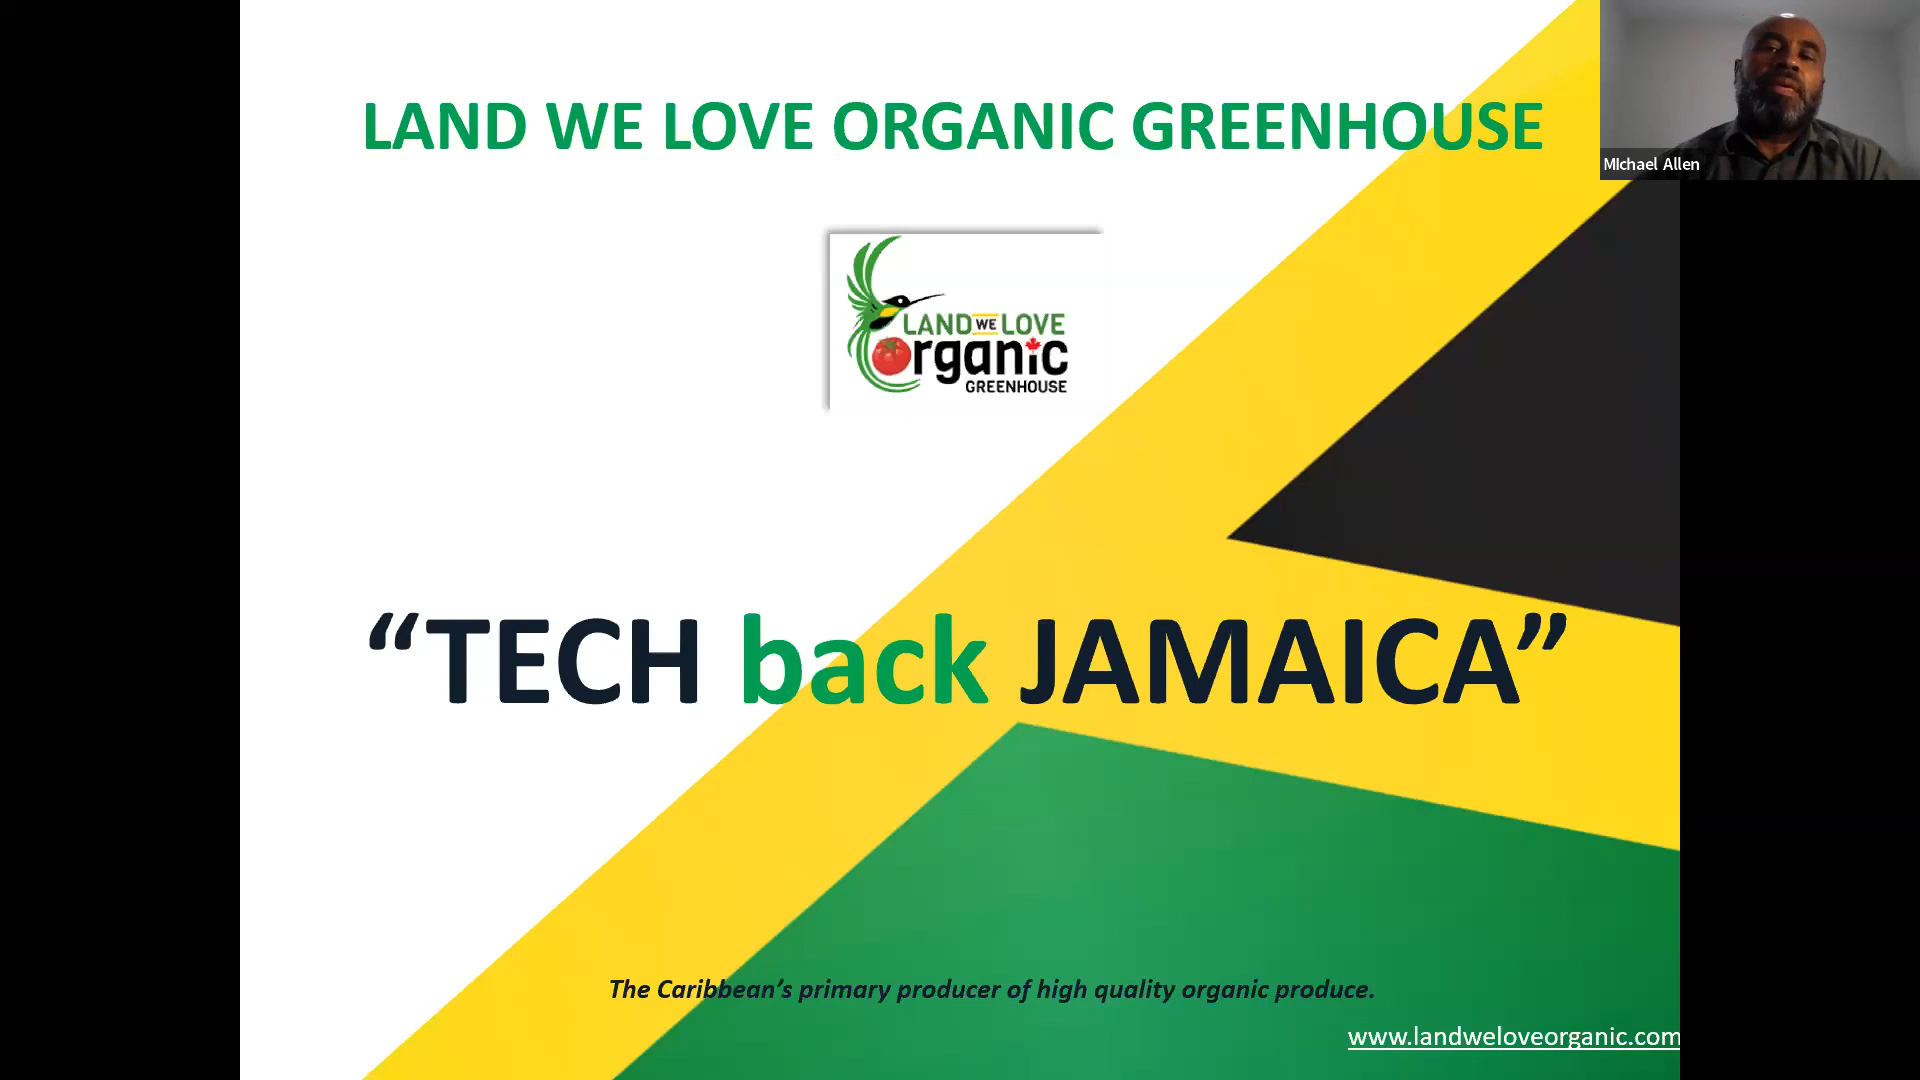 LAND WE LOVE ORGANIC GREENHOUSE
MIchael Allen
LAND WE LOVE
Organic
GREENHOUSE
“TECH back JAMAICA”
The Caribbean’s primary producer of high quality organic produce.
www.landweloveorganic.com